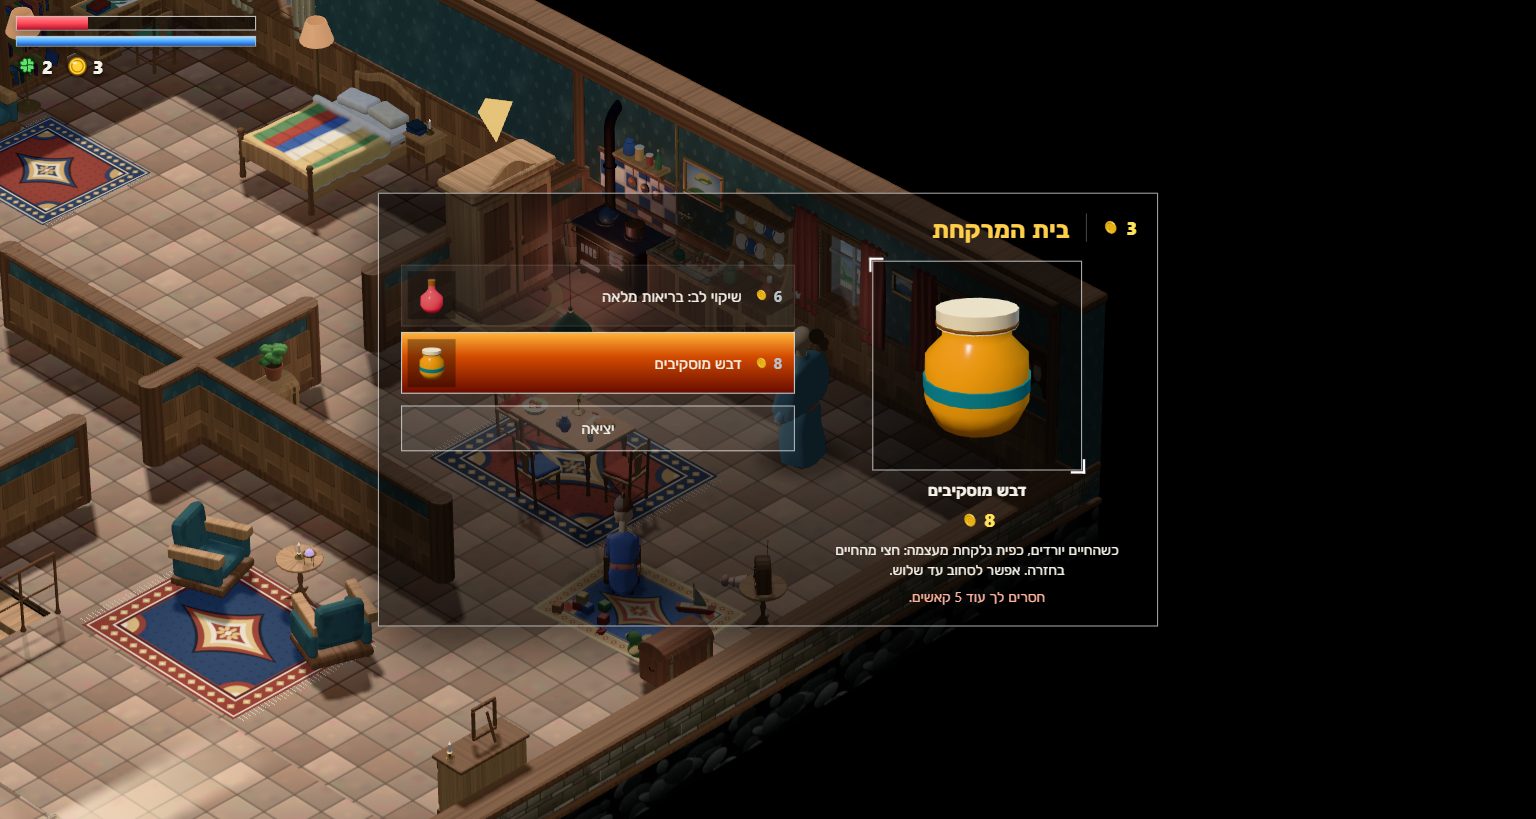 2 3
בית המרקחת 3
שיקוי לב: בריאות מלאה 6
דבש מוסקיבים 8
יציאה
דבש מוסקיבים
8
כשהחיים יורדים, כפית נלקחת מעצמה: חצי מהחיים
בחזרה. אפשר לסחוב עד שלוש.
חסרים לך עוד 5 קאשים.